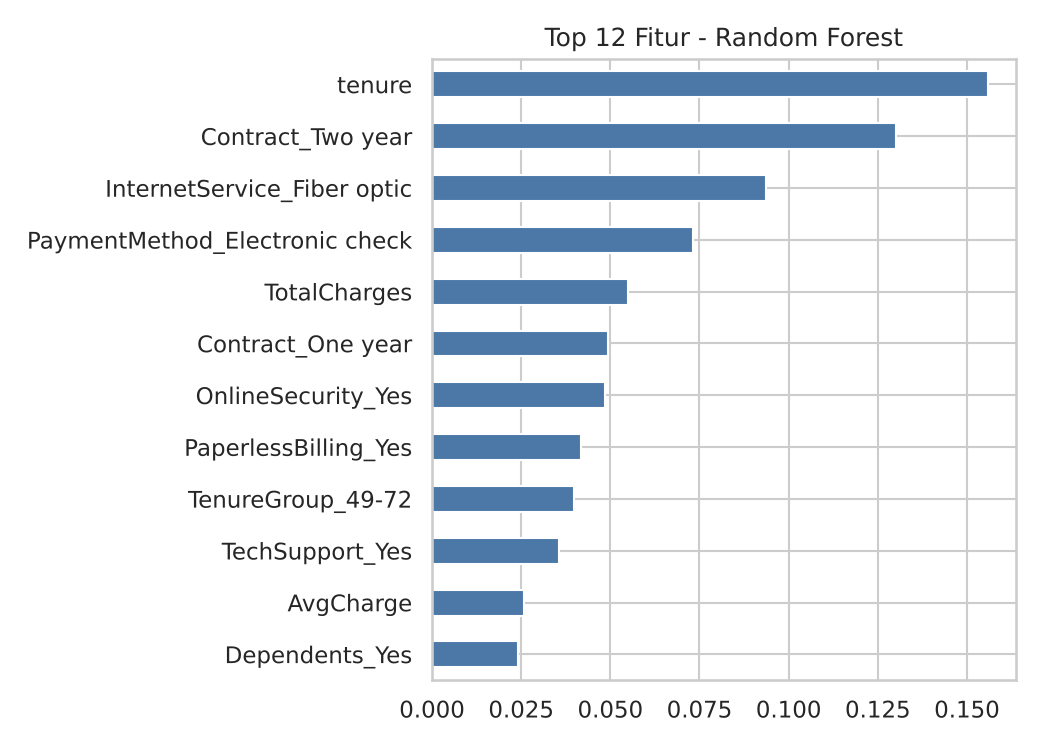 Top 12 Fitur - Random Forest
tenure
Contract_Two year
InternetService_Fiber optic
PaymentMethod_Electronic check
TotalCharges
Contract_One year
OnlineSecurity_Yes
PaperlessBilling_Yes
TenureGroup_49-72
TechSupport_Yes
AvgCharge
Dependents_Yes
0.000 0.025 0.050 0.075 0.100 0.125 0.150